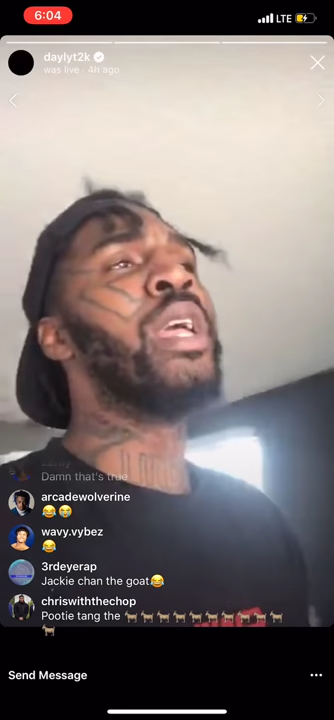 6:04
LTE
daylyt2k
was live · 4h ago
Damn that's true
arcadewolverine
😂😭
wavy.vybez
😂
3rdeyerap
Jackie chan the goat😂
chriswiththechop
Pootie tang the 🐐🐐🐐🐐🐐🐐🐐🐐🐐
🐐
Send Message